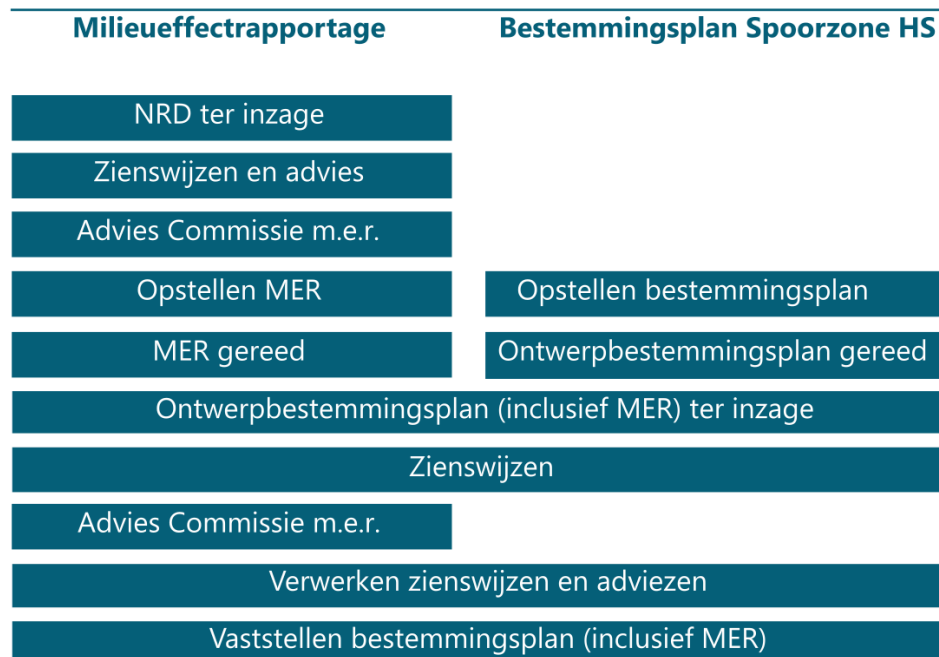 Milieueffectrapportage
Bestemmingsplan Spoorzone HS
NRD ter inzage
Zienswijzen en advies
Advies Commissie m.e.r.
Opstellen MER
Opstellen bestemmingsplan
MER gereed
Ontwerpbestemmingsplan gereed
Ontwerpbestemmingsplan (inclusief MER) ter inzage
Zienswijzen
Advies Commissie m.e.r.
Verwerken zienswijzen en adviezen
Vaststellen bestemmingsplan (inclusief MER)